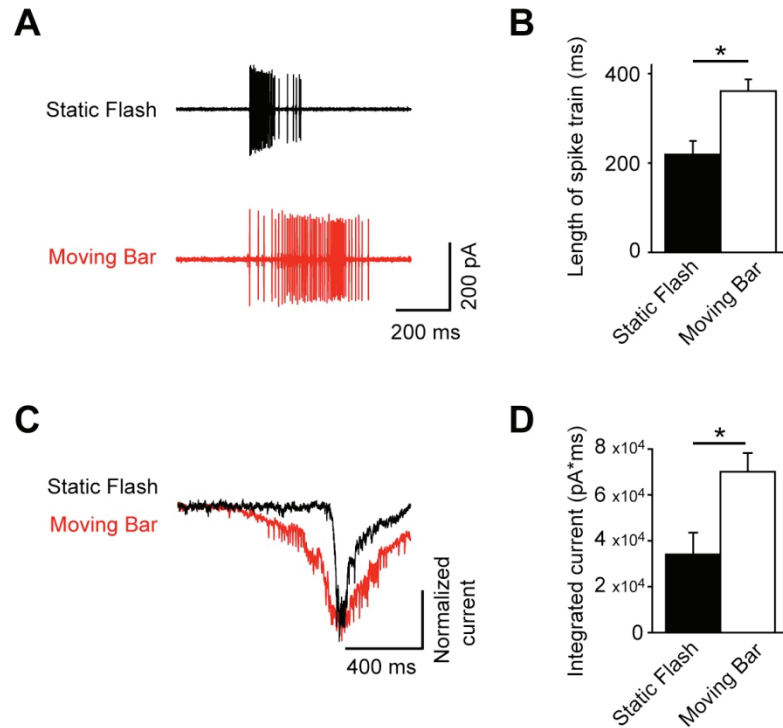 A
Static Flash
Moving Bar
200 pA
200 ms
B
*
Length of spike train (ms)
400
200
0
Static Flash
Moving Bar
C
Static Flash
Moving Bar
Normalized
current
400 ms
D
*
Integrated current (pA*ms)
8 x10⁴
6 x10⁴
4 x10⁴
2 x10⁴
0
Static Flash
Moving Bar